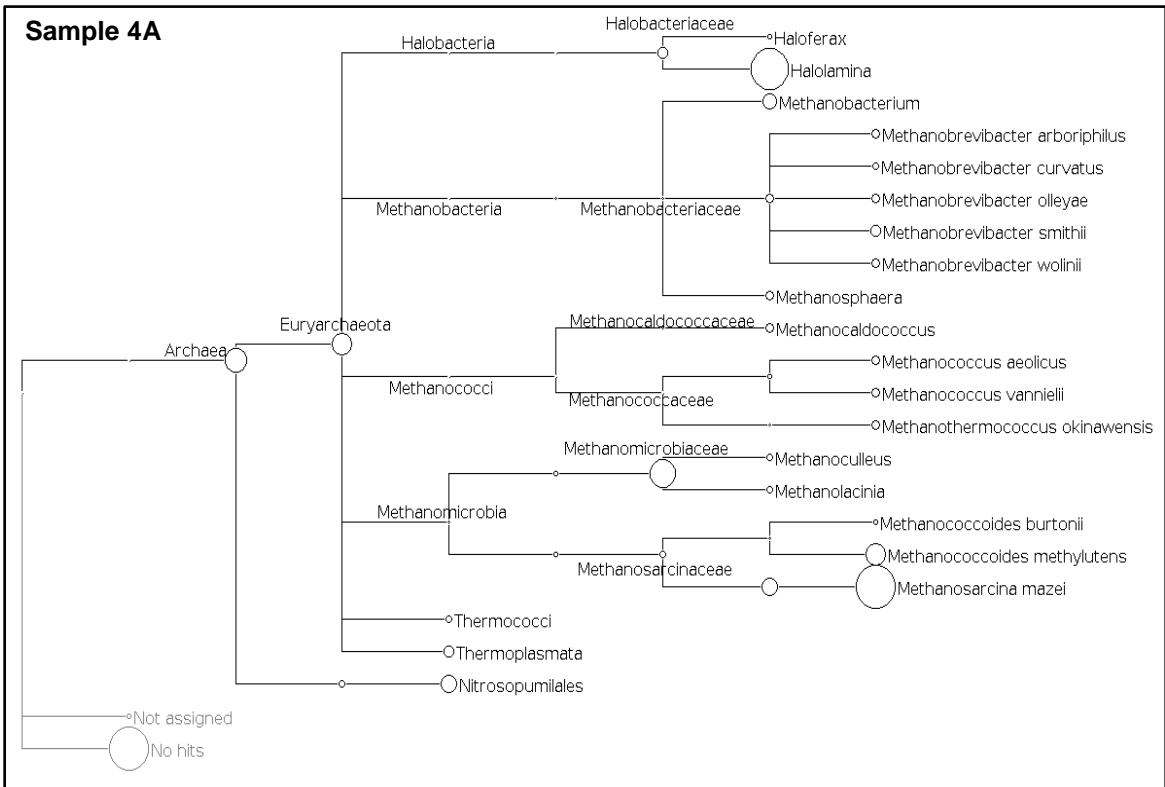 Sample 4A
Halobacteriaceae
Haloferax
Halobacteria
Halolamina
Methanobacterium
Methanobrevibacter arboriphilus
Methanobrevibacter curvatus
Methanobrevibacter olleyae
Methanobacteria
Methanobacteriaceae
Methanobrevibacter smithii
Methanobrevibacter wolinii
Methanosphaera
Methanocaldococcaceae
Euryarchaeota
Methanocaldococcus
Archaea
Methanococcus aeolicus
Methanococci
Methanococcus vannielii
Methanococcaceae
Methanothermococcus okinawensis
Methanomicrobiaceae
Methanoculleus
Methanolacinia
Methanomicrobia
Methanococcoides burtonii
Methanococcoides methylutens
Methanosarcinaceae
Methanosarcina mazei
Thermococci
Thermoplasmata
Nitrosopumilales
Not assigned
No hits